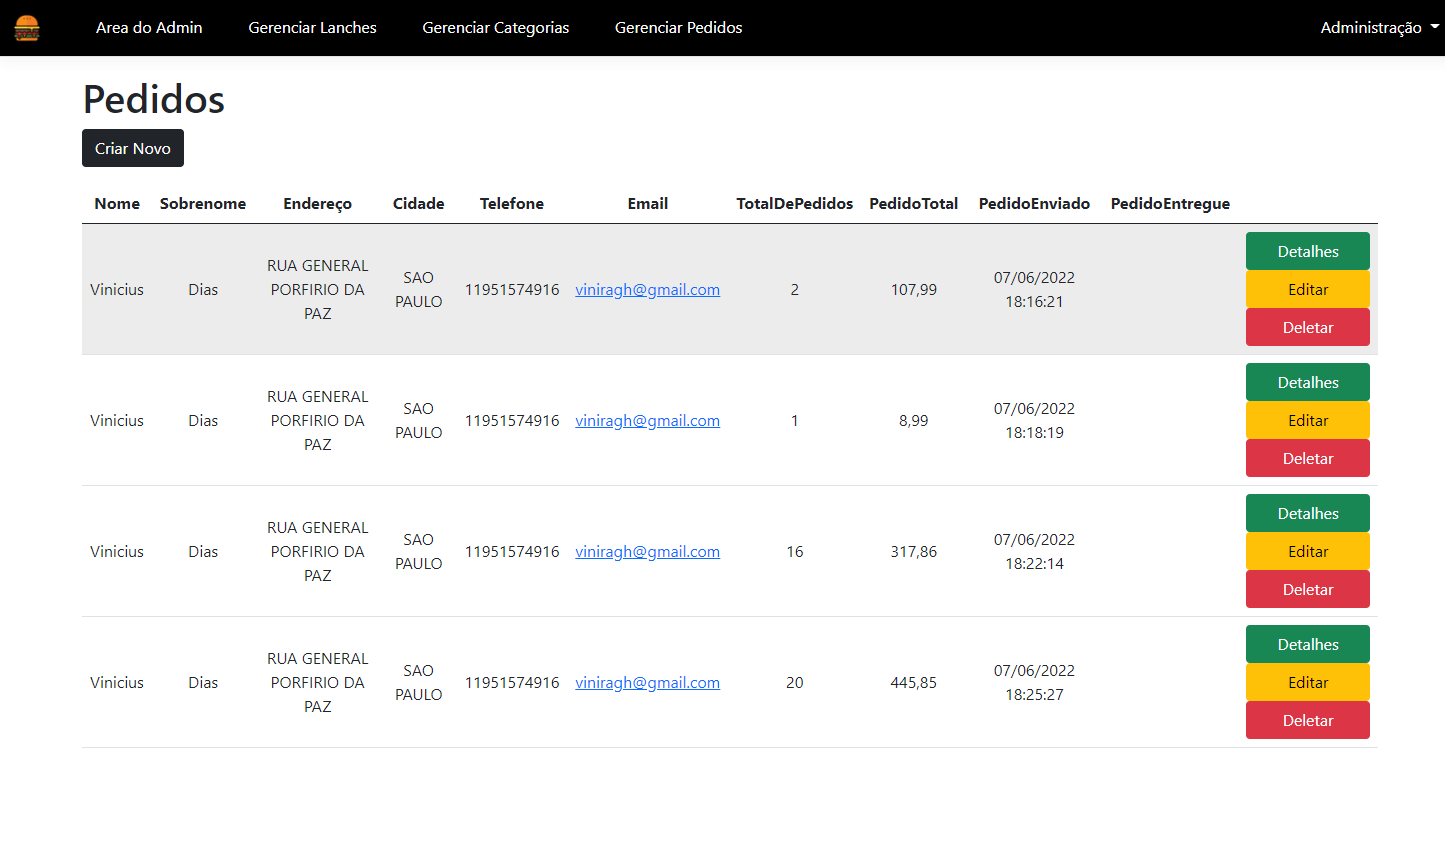 Area do Admin Gerenciar Lanches Gerenciar Categorias Gerenciar Pedidos Administração
Pedidos
Criar Novo
Nome Sobrenome Endereço Cidade Telefone Email TotalDePedidos PedidoTotal PedidoEnviado PedidoEntregue
Vinicius Dias RUA GENERAL PORFIRIO DA PAZ SAO PAULO 11951574916 viniragh@gmail.com 2 107,99 07/06/2022 18:16:21
Detalhes
Editar
Deletar
Vinicius Dias RUA GENERAL PORFIRIO DA PAZ SAO PAULO 11951574916 viniragh@gmail.com 1 8,99 07/06/2022 18:18:19
Detalhes
Editar
Deletar
Vinicius Dias RUA GENERAL PORFIRIO DA PAZ SAO PAULO 11951574916 viniragh@gmail.com 16 317,86 07/06/2022 18:22:14
Detalhes
Editar
Deletar
Vinicius Dias RUA GENERAL PORFIRIO DA PAZ SAO PAULO 11951574916 viniragh@gmail.com 20 445,85 07/06/2022 18:25:27
Detalhes
Editar
Deletar